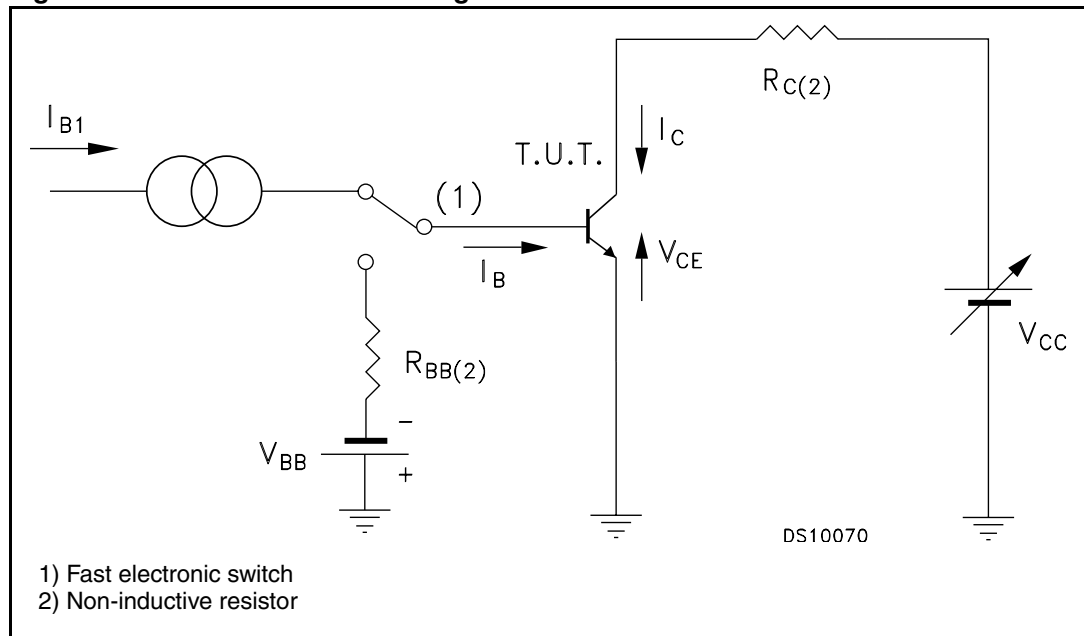 I_B1
R_C(2)
I_C
T.U.T.
(1)
V_CE
I_B
V_CC
R_BB(2)
−
V_BB
+
DS10070
1) Fast electronic switch
2) Non-inductive resistor